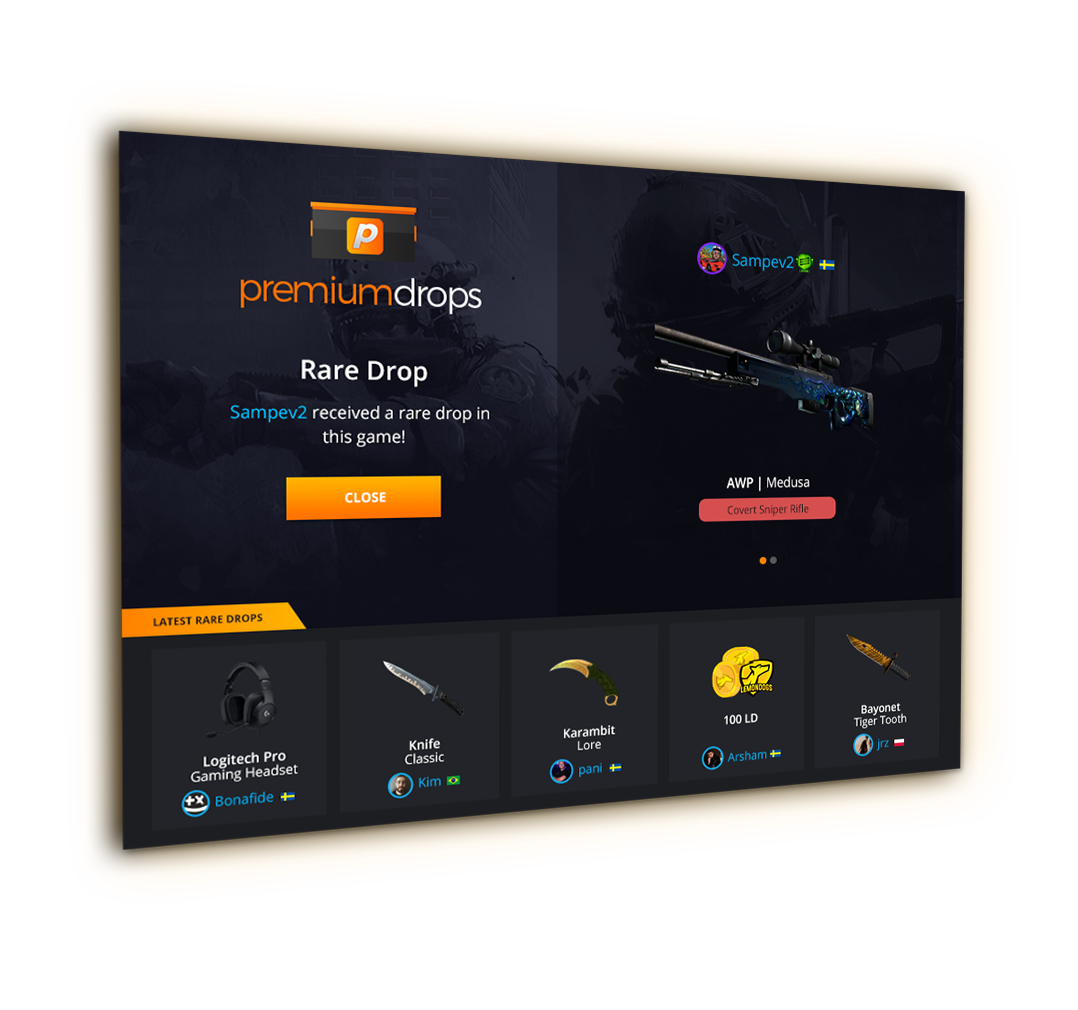 premiumdrops
Rare Drop
Sampev2 received a rare drop in
this game!
CLOSE
Sampev2
AWP | Medusa
Covert Sniper Rifle
LATEST RARE DROPS
Logitech Pro
Gaming Headset
Bonafide
Knife
Classic
Kim
Karambit
Lore
pani
LEMONDOGS
100 LD
Arsham
Bayonet
Tiger Tooth
jrz